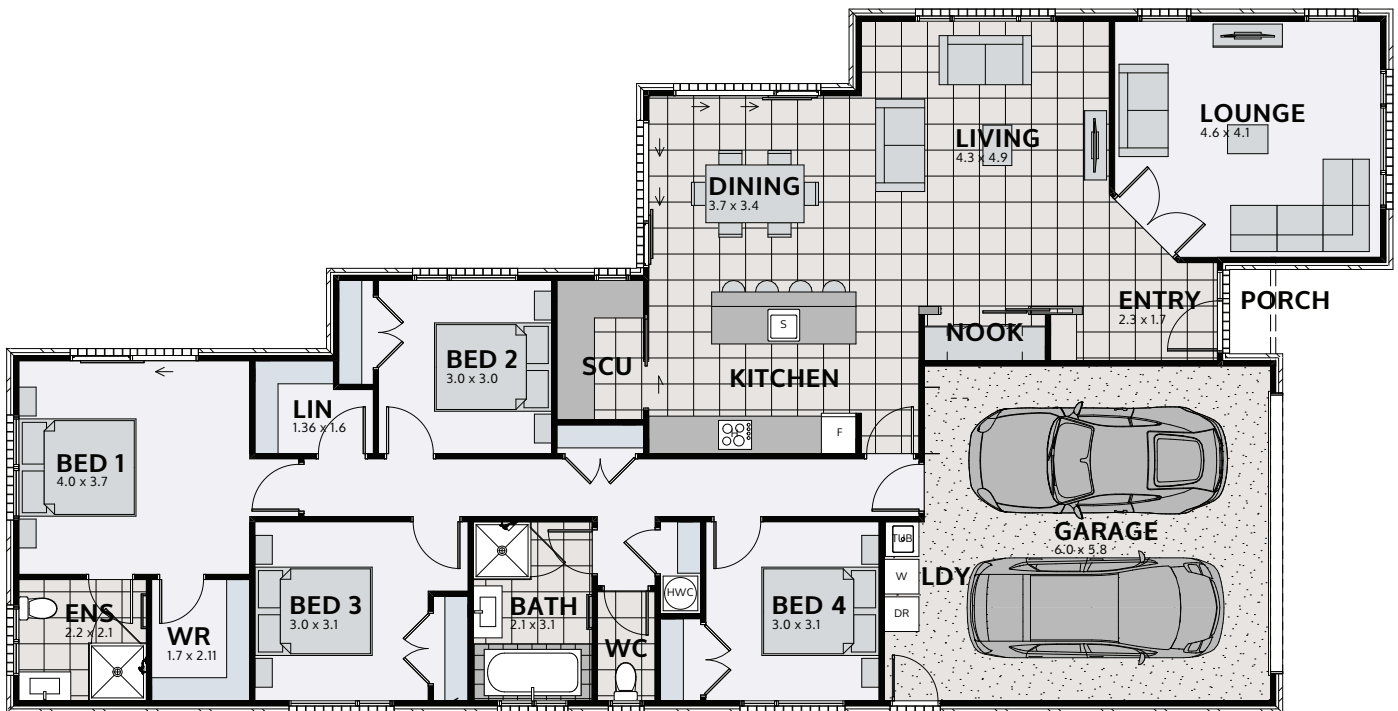 LOUNGE
4.6 x 4.1
LIVING
4.3 x 4.9
DINING
3.7 x 3.4
ENTRY
2.3 x 1.7
PORCH
S
NOOK
BED 2
3.0 x 3.0
SCU
KITCHEN
LIN
1.36 x 1.6
F
BED 1
4.0 x 3.7
GARAGE
6.0 x 5.8
TUB
W
LDY
HWC
DR
ENS
2.2 x 2.1
WR
1.7 x 2.11
BED 3
3.0 x 3.1
BATH
2.1 x 3.1
WC
BED 4
3.0 x 3.1